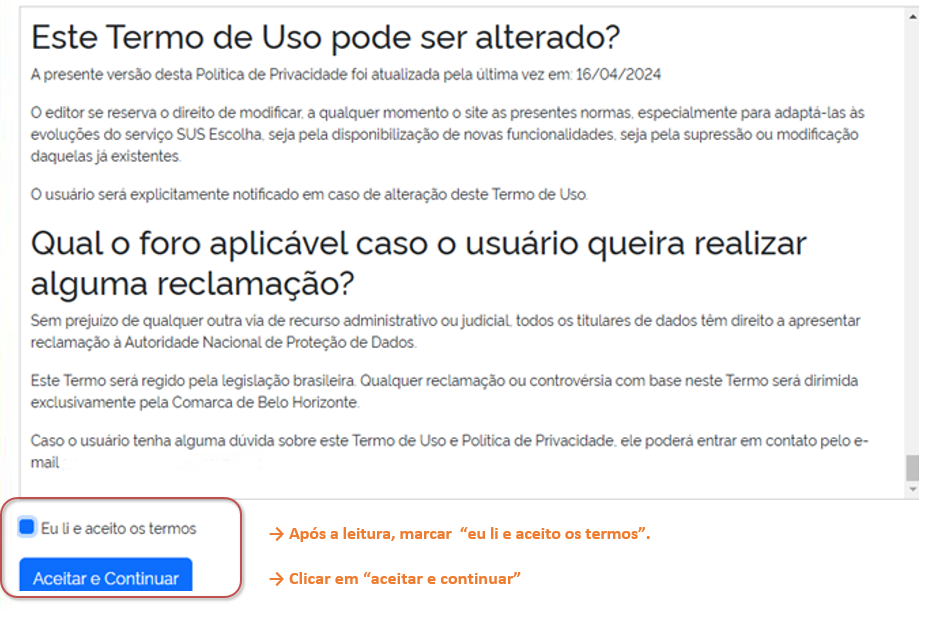 Este Termo de Uso pode ser alterado?
A presente versão desta Política de Privacidade foi atualizada pela última vez em: 16/04/2024
O editor se reserva o direito de modificar, a qualquer momento o site as presentes normas, especialmente para adaptá-las às
evoluções do serviço SUS Escolha, seja pela disponibilização de novas funcionalidades, seja pela supressão ou modificação
daquelas já existentes.
O usuário será explicitamente notificado em caso de alteração deste Termo de Uso.
Qual o foro aplicável caso o usuário queira realizar
alguma reclamação?
Sem prejuízo de qualquer outra via de recurso administrativo ou judicial, todos os titulares de dados têm direito a apresentar
reclamação à Autoridade Nacional de Proteção de Dados.
Este Termo será regido pela legislação brasileira. Qualquer reclamação ou controvérsia com base neste Termo será dirimida
exclusivamente pela Comarca de Belo Horizonte.
Caso o usuário tenha alguma dúvida sobre este Termo de Uso e Política de Privacidade, ele poderá entrar em contato pelo e-
mail
Eu li e aceito os termos
→ Após a leitura, marcar “eu li e aceito os termos”.
Aceitar e Continuar
→ Clicar em “aceitar e continuar”